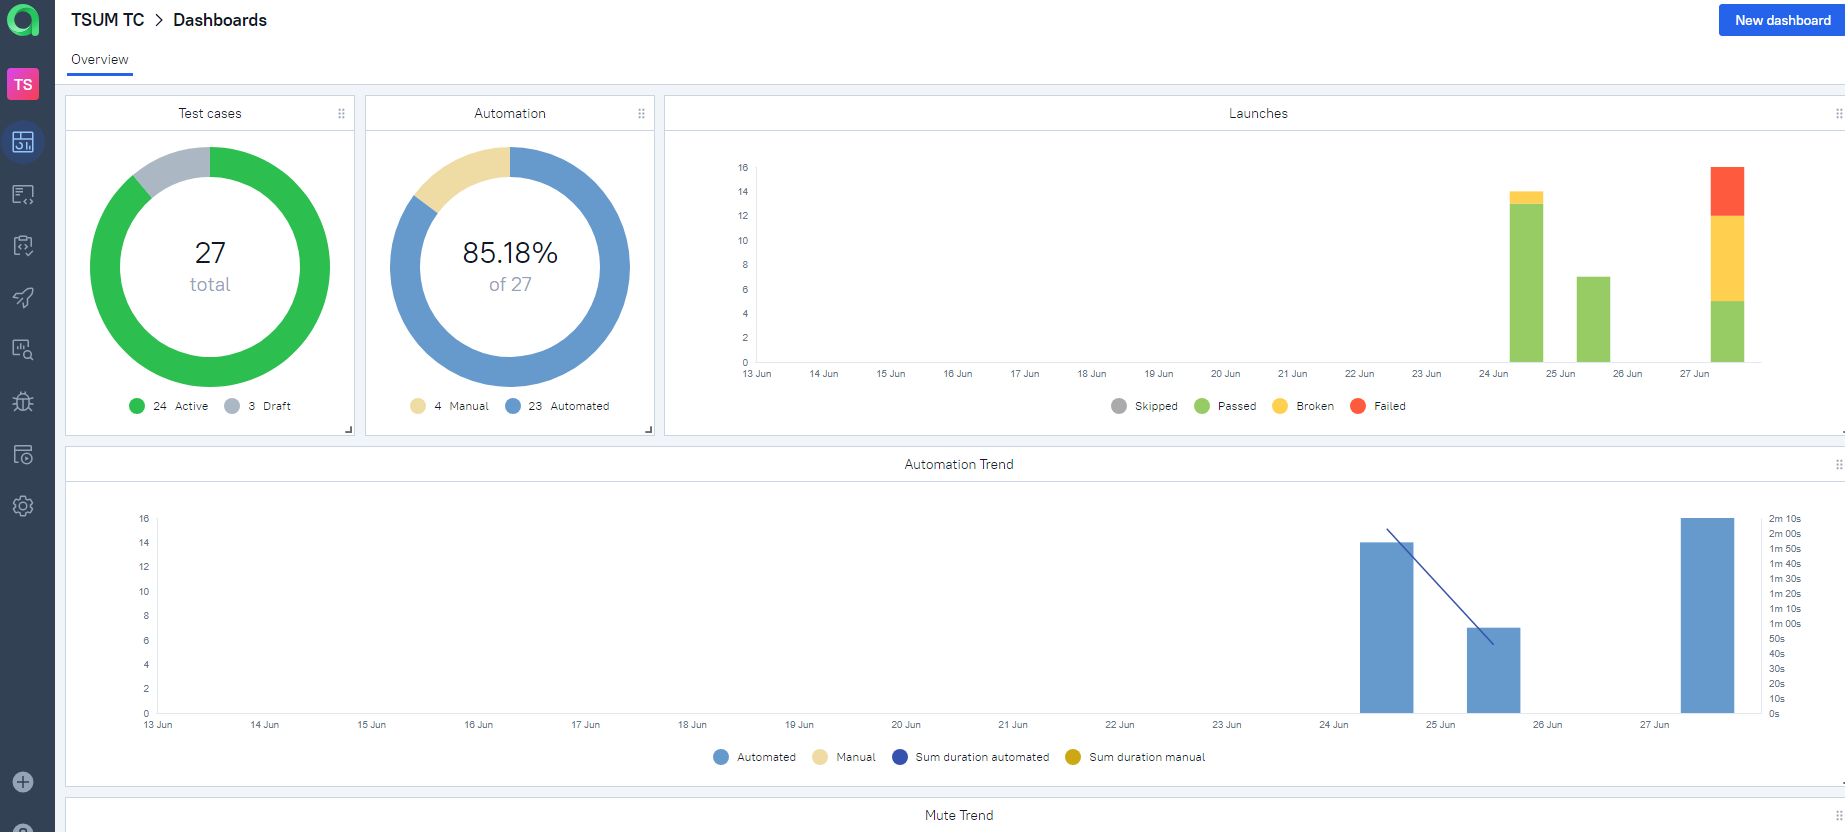 TSUM TC > Dashboards
New dashboard
Overview
TS
Test cases
27
total
24 Active 3 Draft
Automation
85.18%
of 27
4 Manual 23 Automated
Launches
16
14
12
10
8
6
4
2
0
13 Jun 14 Jun 15 Jun 16 Jun 17 Jun 18 Jun 19 Jun 20 Jun 21 Jun 22 Jun 23 Jun 24 Jun 25 Jun 26 Jun 27 Jun
Skipped Passed Broken Failed
Automation Trend
16
14
12
10
8
6
4
2
0
2m 10s
2m 00s
1m 50s
1m 40s
1m 30s
1m 20s
1m 10s
1m 00s
50s
40s
30s
20s
10s
0s
13 Jun 14 Jun 15 Jun 16 Jun 17 Jun 18 Jun 19 Jun 20 Jun 21 Jun 22 Jun 23 Jun 24 Jun 25 Jun 26 Jun 27 Jun
Automated Manual Sum duration automated Sum duration manual
Mute Trend